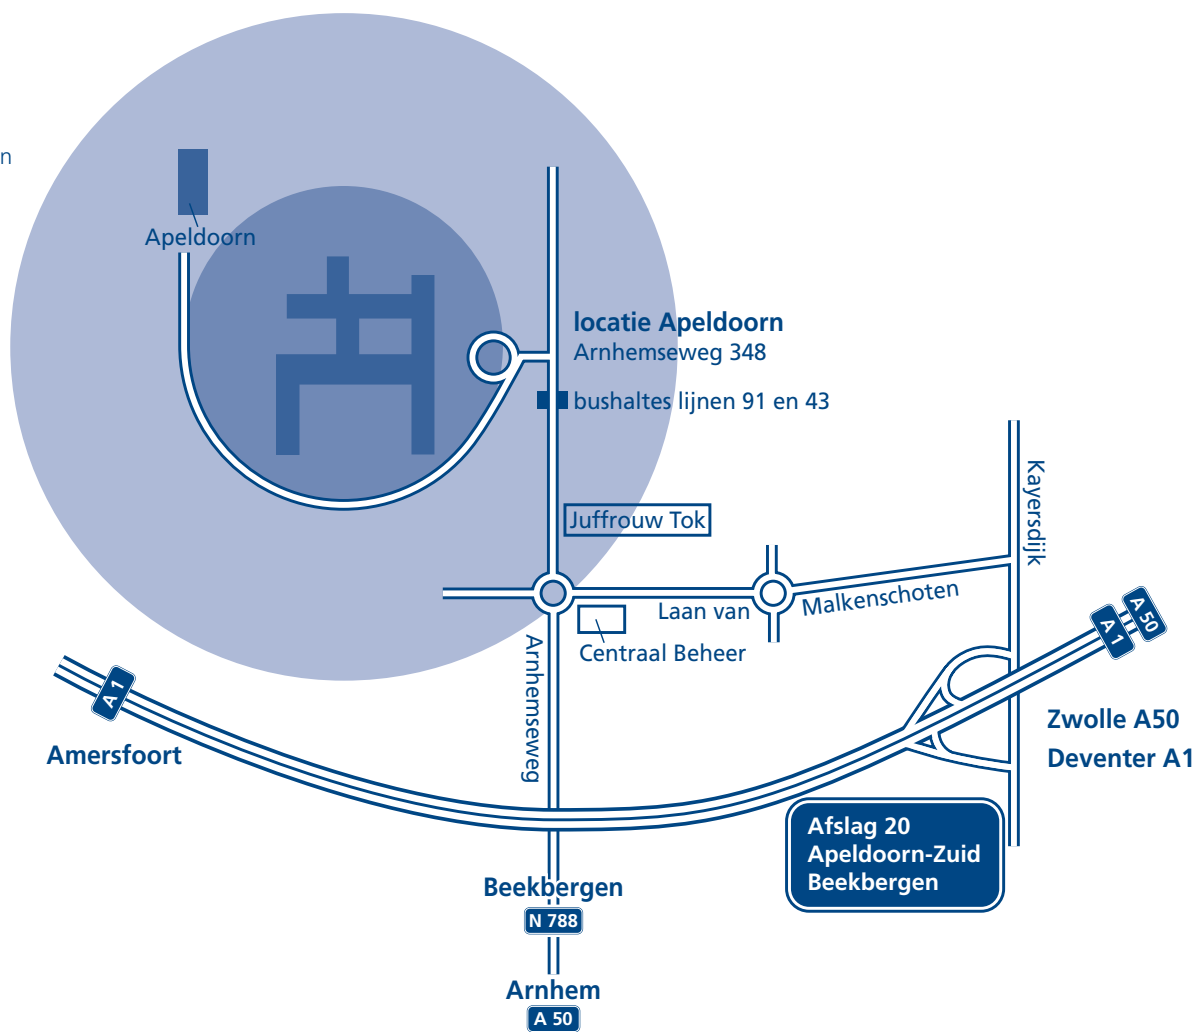 n
Apeldoorn
locatie Apeldoorn
Arnhemseweg 348
bushaltes lijnen 91 en 43
Kayersdijk
Juffrouw Tok
Laan van Malkenschoten
Centraal Beheer
Arnhemseweg
A 50
A 1
A 1
Amersfoort
Zwolle A50
Deventer A1
Afslag 20
Apeldoorn-Zuid
Beekbergen
Beekbergen
N 788
Arnhem
A 50